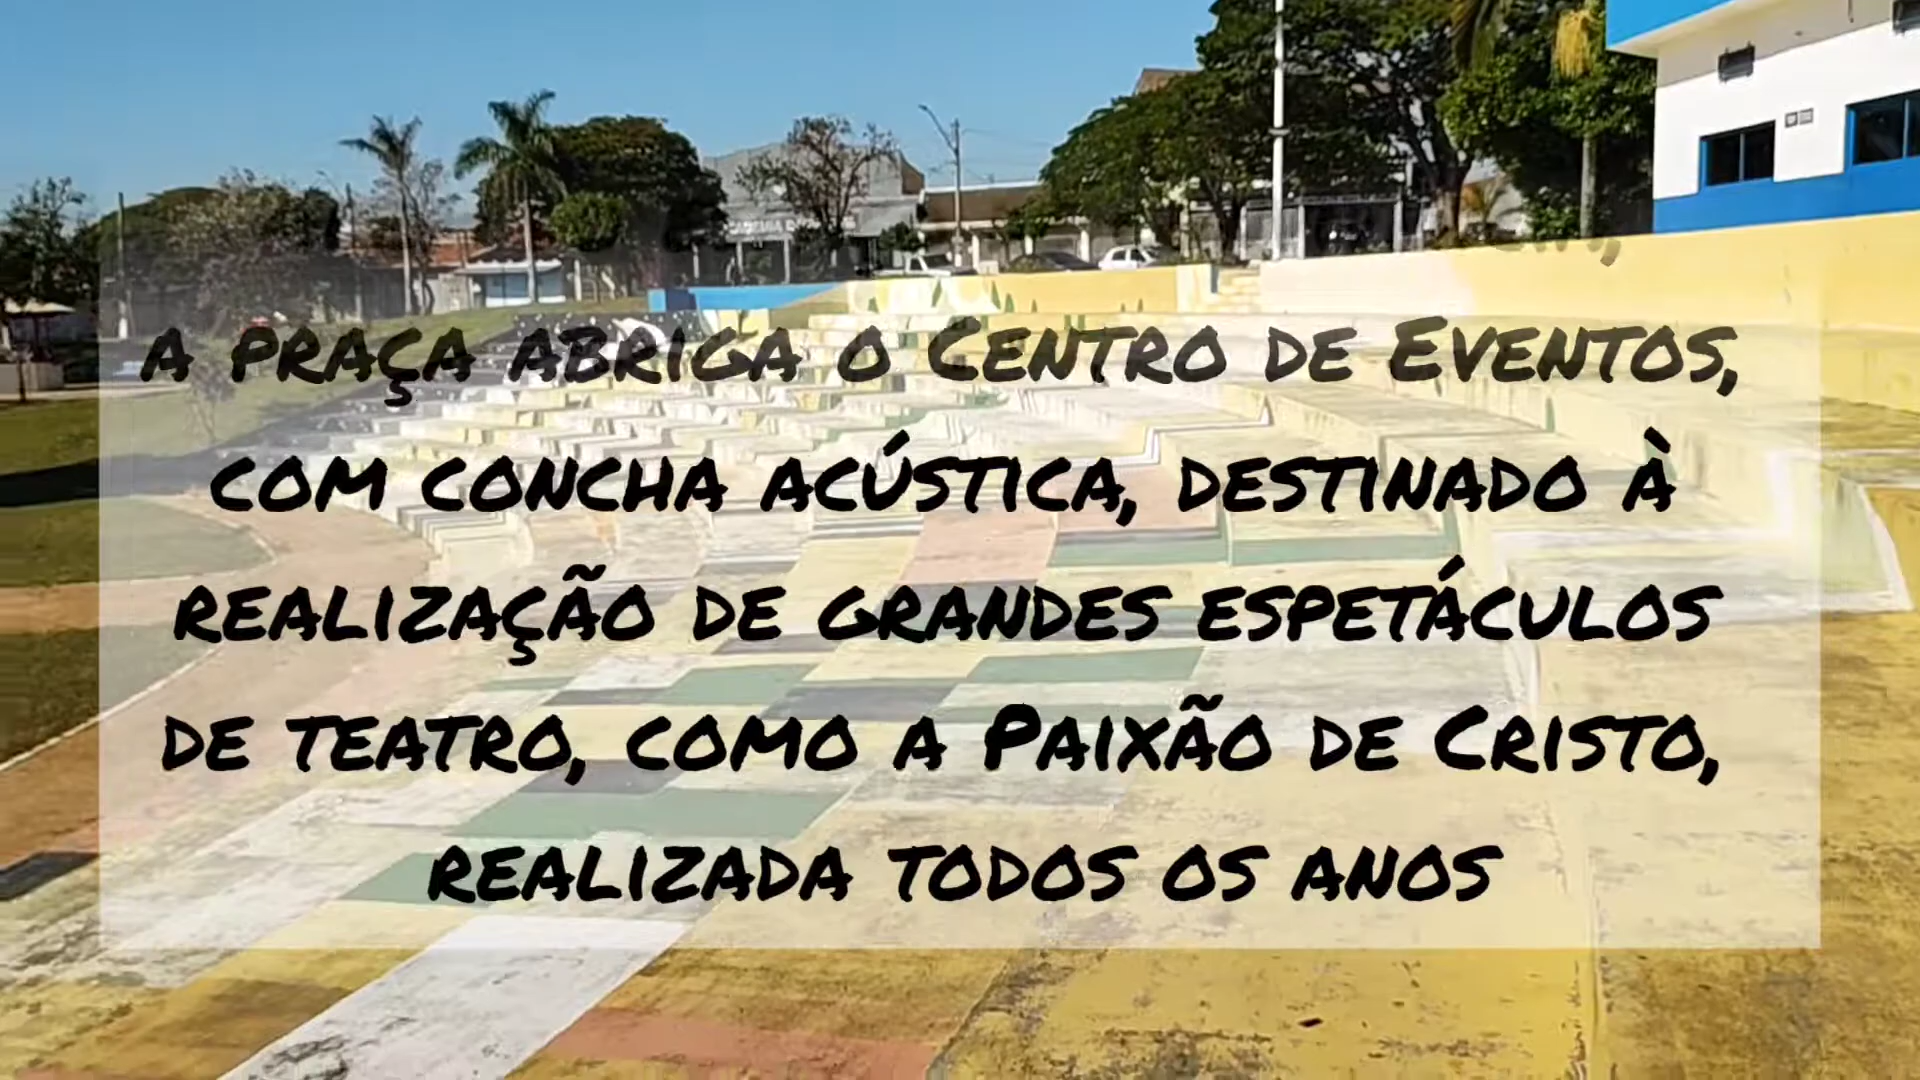 a praça abriga o Centro de Eventos,
com concha acústica, destinado à
realização de grandes espetáculos
de teatro, como a Paixão de Cristo,
realizada todos os anos